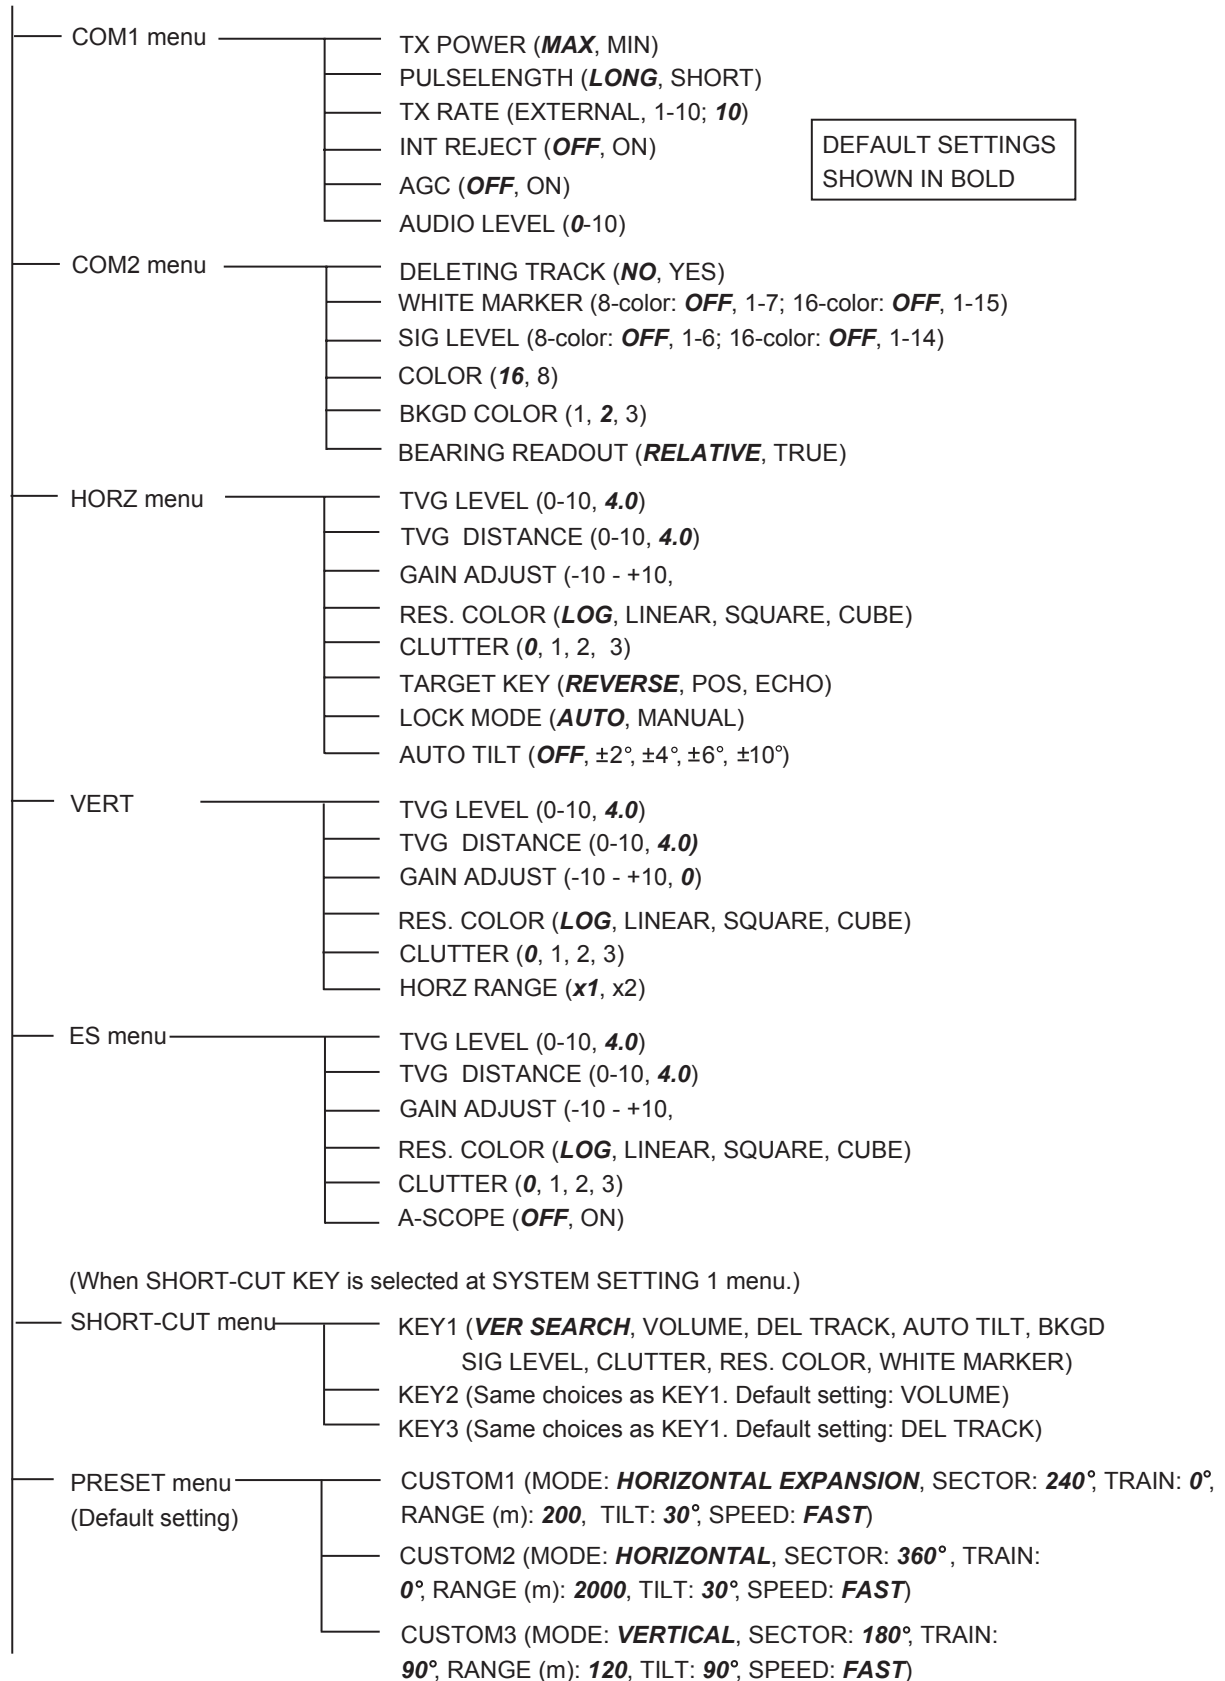 COM1 menu
TX POWER (MAX, MIN)
PULSELENGTH (LONG, SHORT)
TX RATE (EXTERNAL, 1-10; 10)
INT REJECT (OFF, ON)
AGC (OFF, ON)
AUDIO LEVEL (0-10)
DEFAULT SETTINGS
SHOWN IN BOLD
COM2 menu
DELETING TRACK (NO, YES)
WHITE MARKER (8-color: OFF, 1-7; 16-color: OFF, 1-15)
SIG LEVEL (8-color: OFF, 1-6; 16-color: OFF, 1-14)
COLOR (16, 8)
BKGD COLOR (1, 2, 3)
BEARING READOUT (RELATIVE, TRUE)
HORZ menu
TVG LEVEL (0-10, 4.0)
TVG  DISTANCE (0-10, 4.0)
GAIN ADJUST (-10 - +10,
RES. COLOR (LOG, LINEAR, SQUARE, CUBE)
CLUTTER (0, 1, 2,  3)
TARGET KEY (REVERSE, POS, ECHO)
LOCK MODE (AUTO, MANUAL)
AUTO TILT (OFF, ±2°, ±4°, ±6°, ±10°)
VERT
TVG LEVEL (0-10, 4.0)
TVG  DISTANCE (0-10, 4.0)
GAIN ADJUST (-10 - +10, 0)
RES. COLOR (LOG, LINEAR, SQUARE, CUBE)
CLUTTER (0, 1, 2, 3)
HORZ RANGE (x1, x2)
ES menu
TVG LEVEL (0-10, 4.0)
TVG  DISTANCE (0-10, 4.0)
GAIN ADJUST (-10 - +10,
RES. COLOR (LOG, LINEAR, SQUARE, CUBE)
CLUTTER (0, 1, 2, 3)
A-SCOPE (OFF, ON)
(When SHORT-CUT KEY is selected at SYSTEM SETTING 1 menu.)
SHORT-CUT menu
KEY1 (VER SEARCH, VOLUME, DEL TRACK, AUTO TILT, BKGD
SIG LEVEL, CLUTTER, RES. COLOR, WHITE MARKER)
KEY2 (Same choices as KEY1. Default setting: VOLUME)
KEY3 (Same choices as KEY1. Default setting: DEL TRACK)
PRESET menu
(Default setting)
CUSTOM1 (MODE: HORIZONTAL EXPANSION, SECTOR: 240°, TRAIN: 0°,
RANGE (m): 200,  TILT: 30°, SPEED: FAST)
CUSTOM2 (MODE: HORIZONTAL, SECTOR: 360° , TRAIN:
0°, RANGE (m): 2000, TILT: 30°, SPEED: FAST)
CUSTOM3 (MODE: VERTICAL, SECTOR: 180°, TRAIN:
90°, RANGE (m): 120, TILT: 90°, SPEED: FAST)